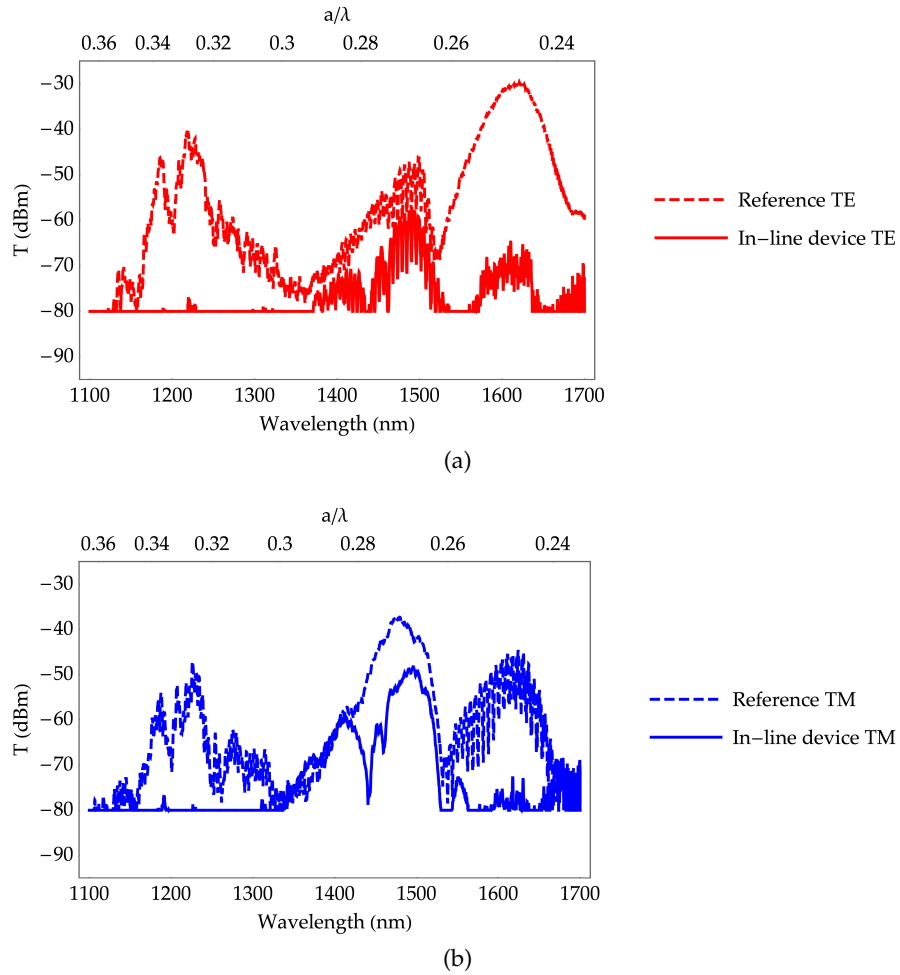 a/λ
0.36 0.34 0.32 0.3 0.28 0.26 0.24
−30
−40
−50
−60
−70
−80
−90
T (dBm)
1100 1200 1300 1400 1500 1600 1700
Wavelength (nm)
Reference TE
In−line device TE
(a)
a/λ
0.36 0.34 0.32 0.3 0.28 0.26 0.24
−30
−40
−50
−60
−70
−80
−90
T (dBm)
1100 1200 1300 1400 1500 1600 1700
Wavelength (nm)
Reference TM
In−line device TM
(b)